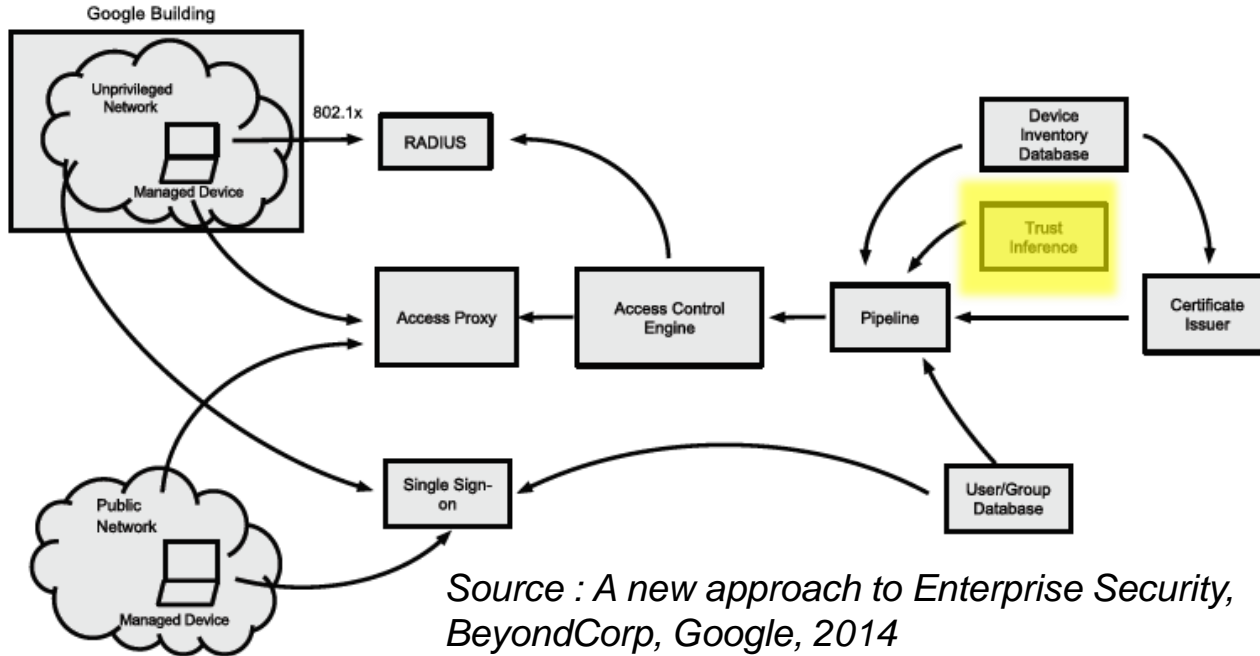 Google Building
Unprivileged
Network
Managed Device
802.1x
RADIUS
Device
Inventory
Database
Trust
Inference
Access Proxy
Access Control
Engine
Pipeline
Certificate
Issuer
Public
Network
Managed Device
Single Sign-
on
User/Group
Database
Source : A new approach to Enterprise Security,
BeyondCorp, Google, 2014